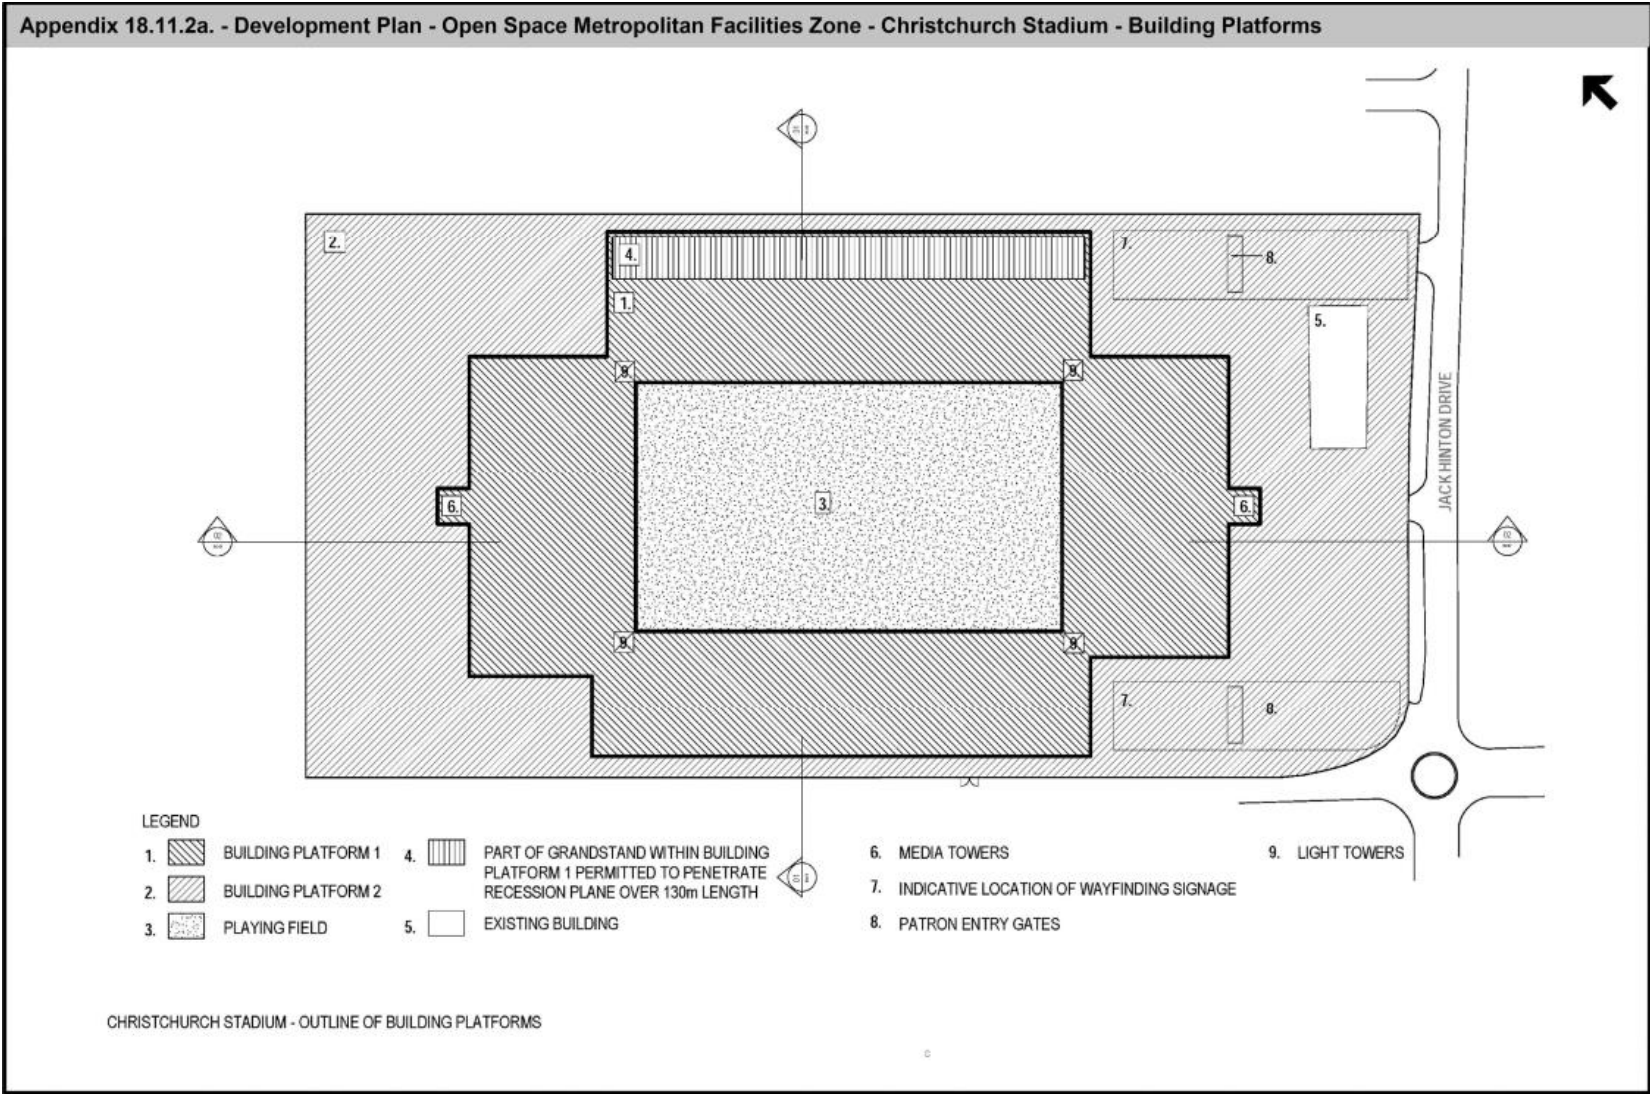 Appendix 18.11.2a. - Development Plan - Open Space Metropolitan Facilities Zone - Christchurch Stadium - Building Platforms
01
2.
4.
7.
8.
1.
5.
9.
9.
JACK HINTON DRIVE
3.
6.
6.
02
02
9.
9.
7.
8.
LEGEND
1. BUILDING PLATFORM 1
2. BUILDING PLATFORM 2
3. PLAYING FIELD
4. PART OF GRANDSTAND WITHIN BUILDING
PLATFORM 1 PERMITTED TO PENETRATE
RECESSION PLANE OVER 130m LENGTH
5. EXISTING BUILDING
01
6. MEDIA TOWERS
7. INDICATIVE LOCATION OF WAYFINDING SIGNAGE
8. PATRON ENTRY GATES
9. LIGHT TOWERS
CHRISTCHURCH STADIUM - OUTLINE OF BUILDING PLATFORMS